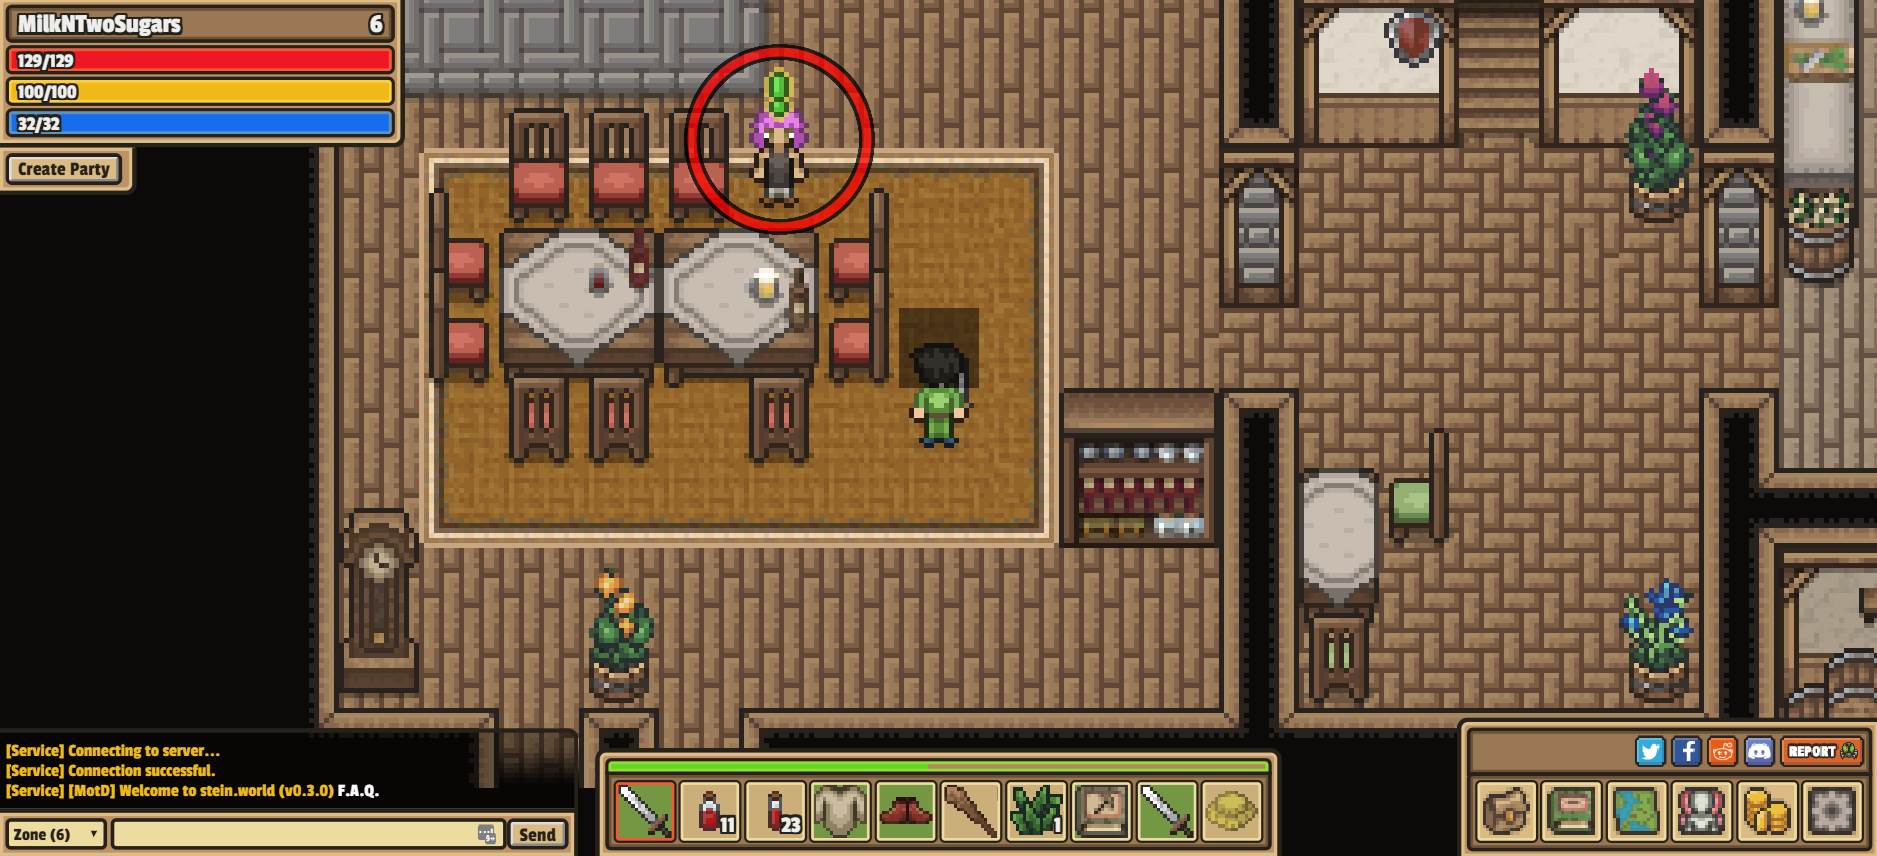 MilkNTwoSugars 6
129/129
100/100
32/32
Create Party
[Service] Connecting to server...
[Service] Connection successful.
[Service] [MotD] Welcome to stein.world (v0.3.0) F.A.Q.
Zone (6)
Send
11
23
1
REPORT